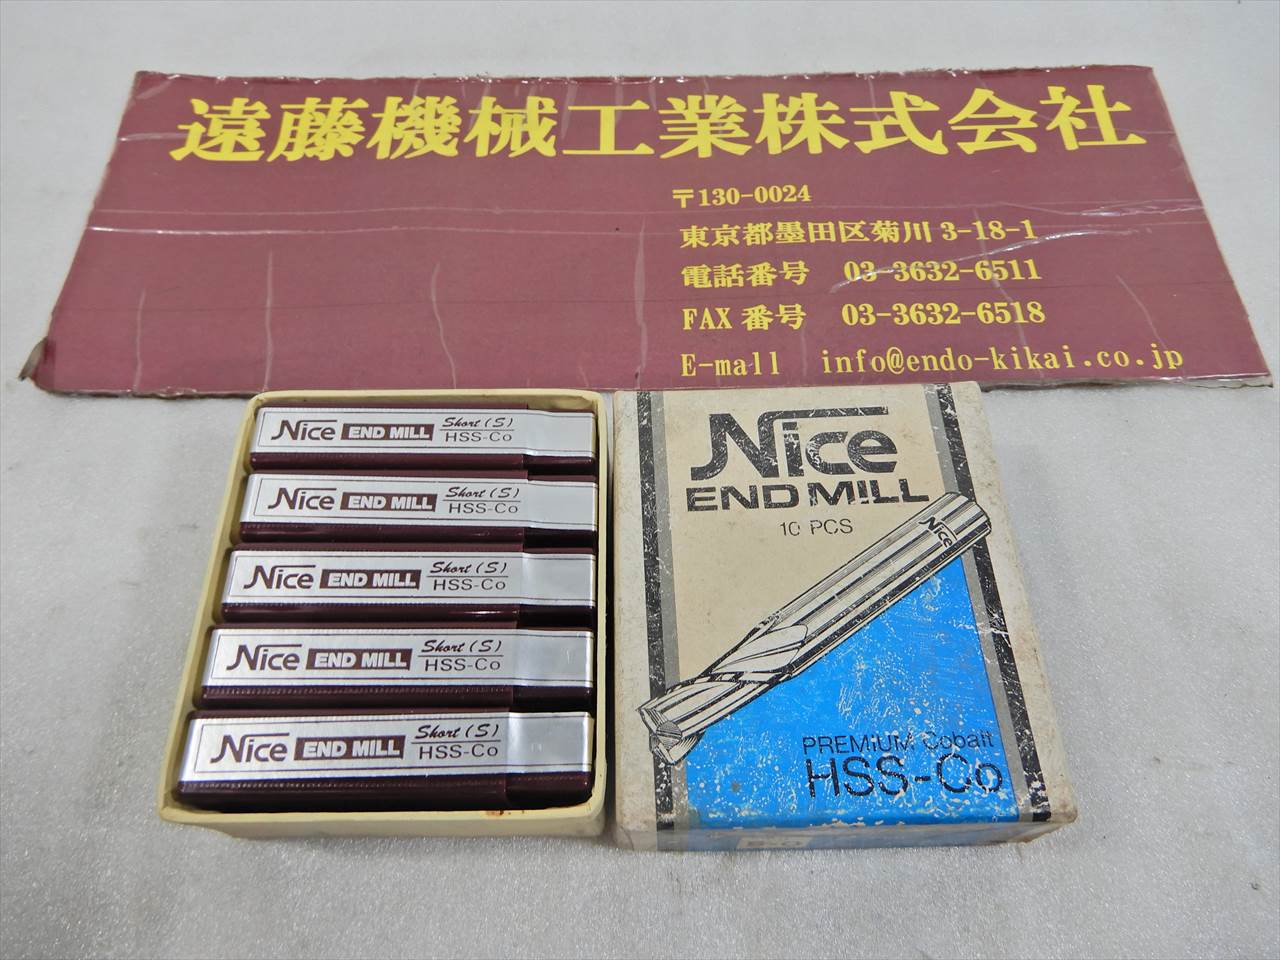 遠藤機械工業株式会社
〒130-0024
東京都墨田区菊川3-18-1
電話番号 03-3632-6511
FAX番号 03-3632-6518
E-mall info@endo-kikai.co.jp
Nice END MILL Short (S) HSS-Co
Nice END MILL Short (S) HSS-Co
Nice END MILL Short (S) HSS-Co
Nice END MILL Short (S) HSS-Co
Nice END MILL Short (S) HSS-Co
Nice
END MILL
10 PCS
Nice
PREMIUM Cobalt
HSS-Co